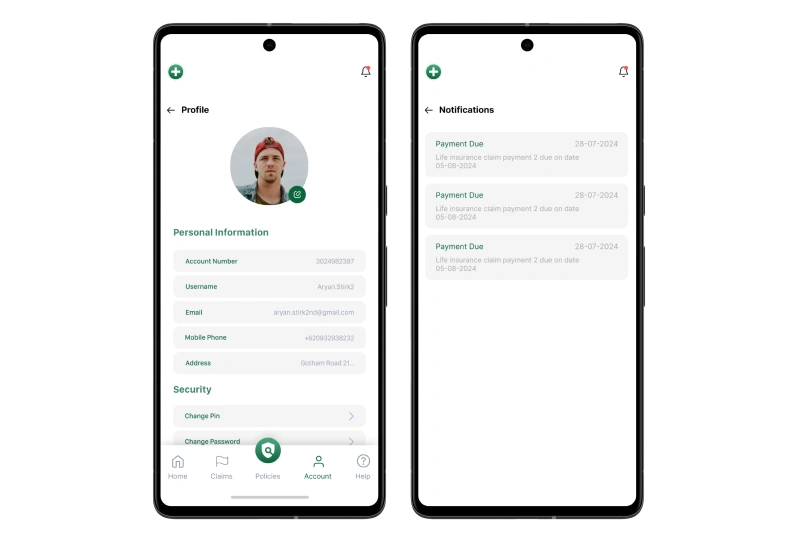 Profile
Personal Information
Account Number 3024982387
Username Aryan.Stirk2
Email aryan.stirk2nd@gmail.com
Mobile Phone +620932938232
Address Gotham Road 21...
Security
Change Pin
Change Password
Home Claims Policies Account Help
Notifications
Payment Due 28-07-2024
Life insurance claim payment 2 due on date
05-08-2024
Payment Due 28-07-2024
Life insurance claim payment 2 due on date
05-08-2024
Payment Due 28-07-2024
Life insurance claim payment 2 due on date
05-08-2024